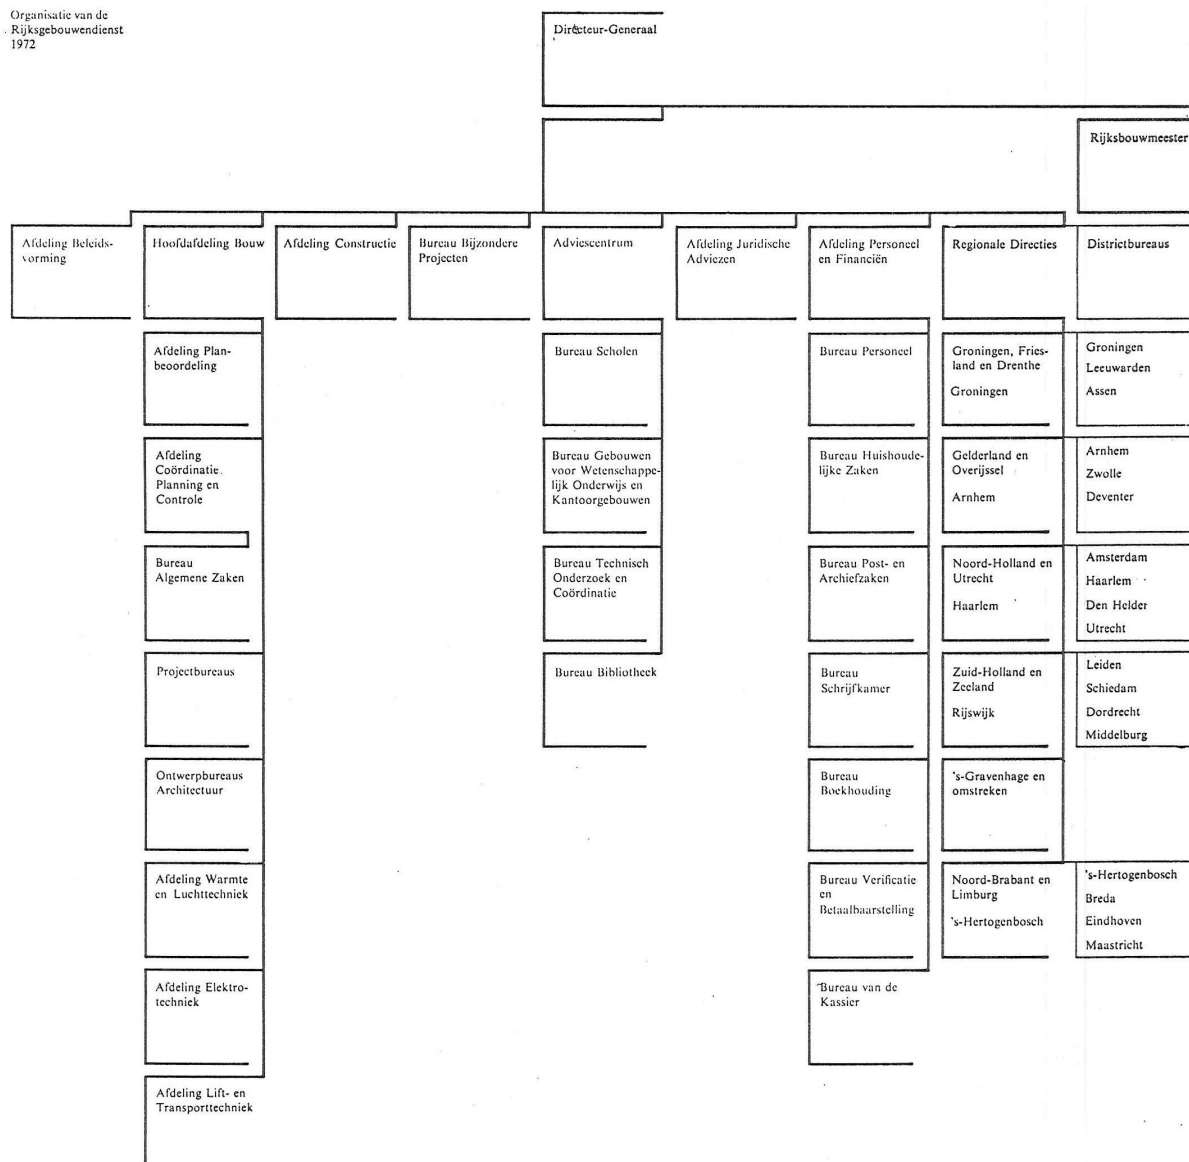 Organisatie van de
Rijksgebouwendienst
1972
Directeur-Generaal
Rijksbouwmeester
Afdeling Beleids-
vorming
Hoofdafdeling Bouw
Afdeling Constructie
Bureau Bijzondere
Projecten
Adviescentrum
Afdeling Juridische
Adviezen
Afdeling Personeel
en Financiën
Regionale Directies
Districtbureaus
Afdeling Plan-
beoordeling
Afdeling
Coördinatie.
Planning en
Controle
Bureau
Algemene Zaken
Projectbureaus
Ontwerpbureaus
Architectuur
Afdeling Warmte
en Luchttechniek
Afdeling Elektro-
techniek
Afdeling Lift- en
Transporttechniek
Bureau Scholen
Bureau Gebouwen
voor Wetenschappe-
lijk Onderwijs en
Kantoorgebouwen
Bureau Technisch
Onderzoek en
Coördinatie
Bureau Bibliotheek
Bureau Personeel
Bureau Huishoude-
lijke Zaken
Bureau Post- en
Archiefzaken
Bureau
Schrijfkamer
Bureau
Boekhouding
Bureau Verificatie
en
Betaalbaarstelling
Bureau van de
Kassier
Groningen, Fries-
land en Drenthe
Groningen
Gelderland en
Overijssel
Arnhem
Noord-Holland en
Utrecht
Haarlem
Zuid-Holland en
Zeeland
Rijswijk
's-Gravenhage en
omstreken
Noord-Brabant en
Limburg
's-Hertogenbosch
Groningen
Leeuwarden
Assen
Arnhem
Zwolle
Deventer
Amsterdam
Haarlem
Den Helder
Utrecht
Leiden
Schiedam
Dordrecht
Middelburg
's-Hertogenbosch
Breda
Eindhoven
Maastricht